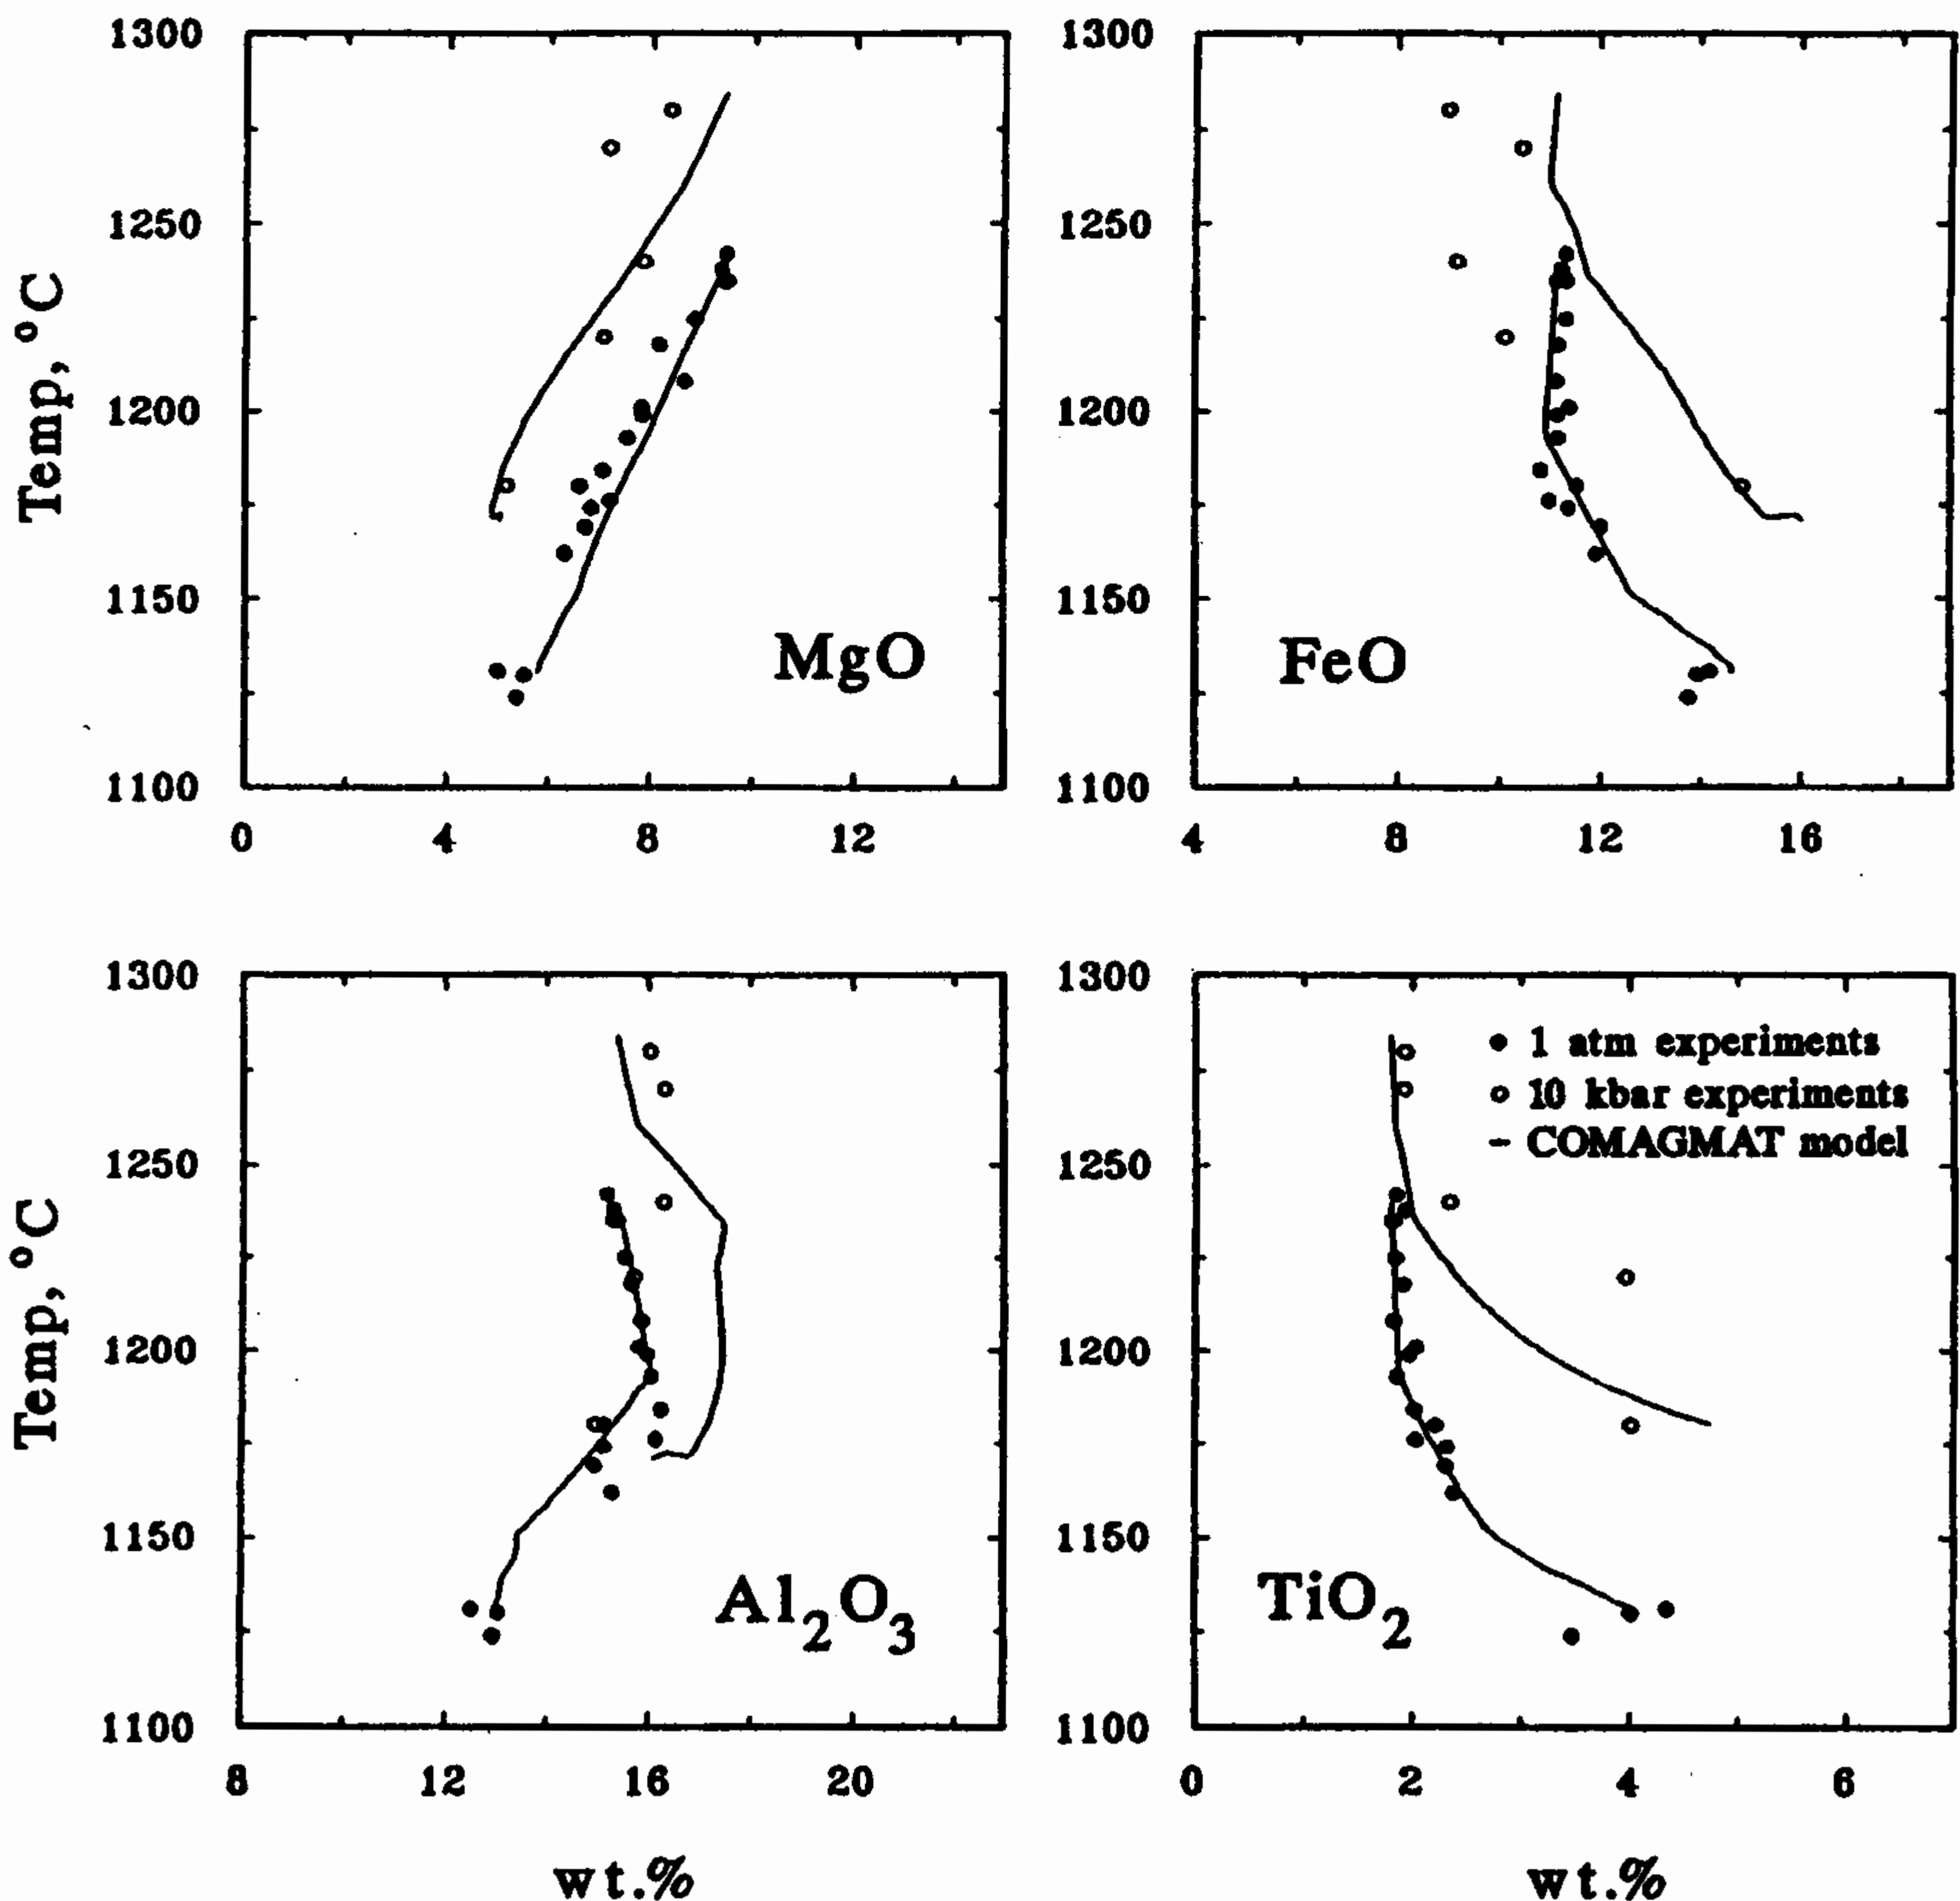 1300
1250
1200
1150
1100
Temp, °C
0 4 8 12
MgO
1300
1250
1200
1150
1100
4 8 12 16
FeO
1300
1250
1200
1150
1100
Temp, °C
8 12 16 20
wt.%
Al₂O₃
1300
1250
1200
1150
1100
0 2 4 6
wt.%
TiO₂
1 atm experiments
10 kbar experiments
COMAGMAT model